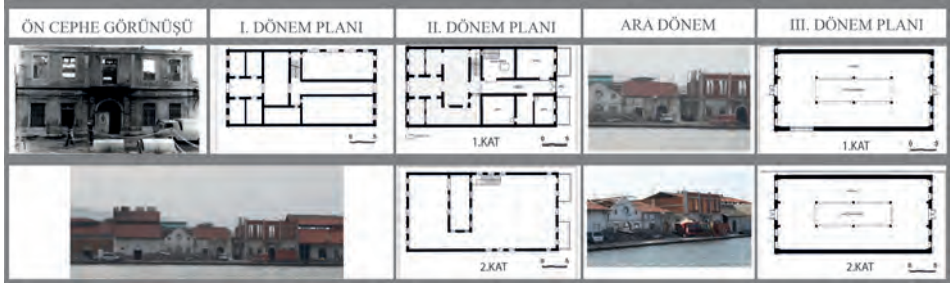 ÖN CEPHE GÖRÜNÜŞÜ
I. DÖNEM PLANI
II. DÖNEM PLANI
ARA DÖNEM
III. DÖNEM PLANI
1.KAT
1.KAT
2.KAT
2.KAT